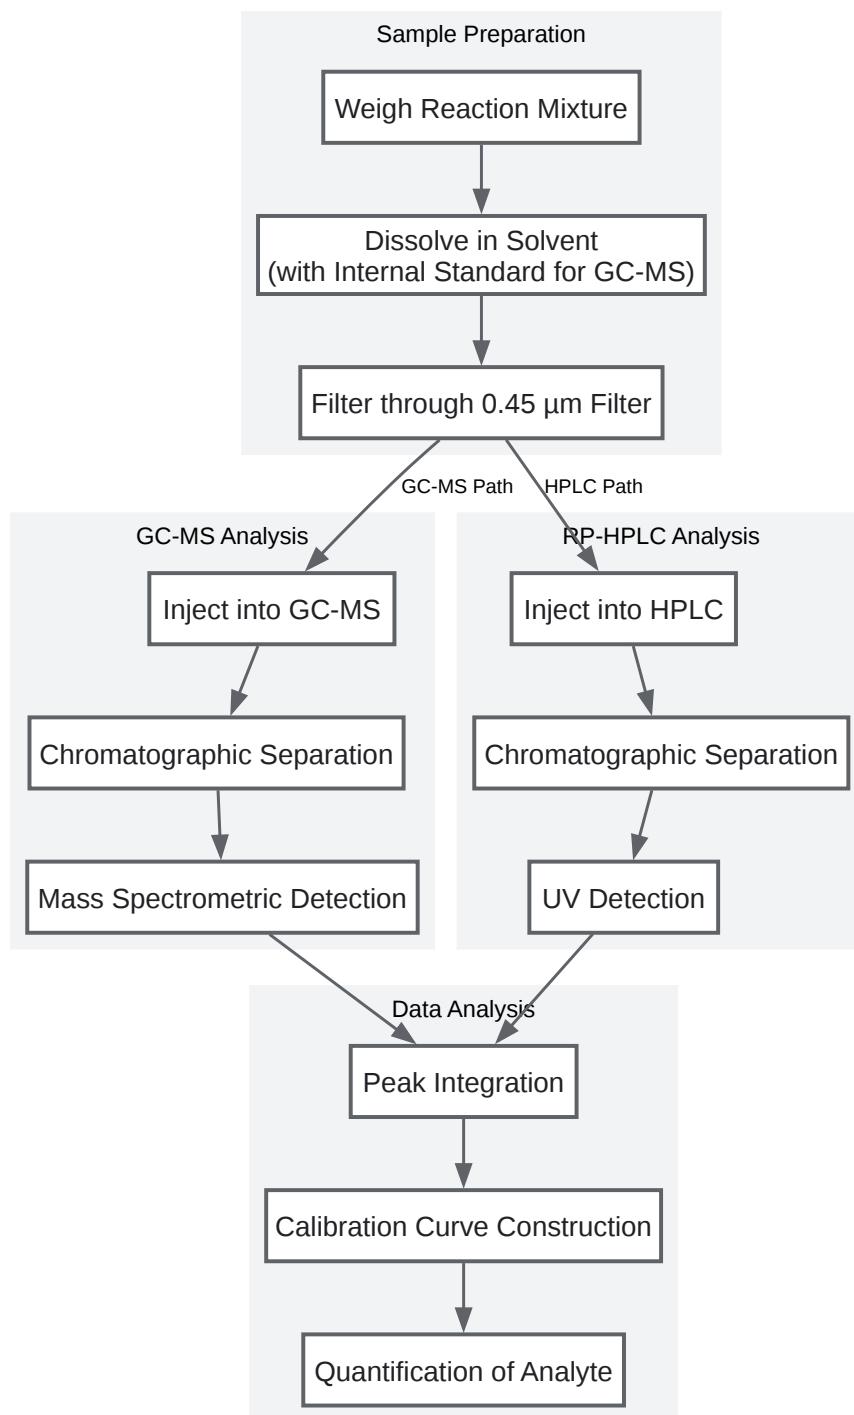 Sample Preparation
Weigh Reaction Mixture
Dissolve in Solvent
(with Internal Standard for GC-MS)
Filter through 0.45 µm Filter
GC-MS Path
HPLC Path
GC-MS Analysis
Inject into GC-MS
Chromatographic Separation
Mass Spectrometric Detection
RP-HPLC Analysis
Inject into HPLC
Chromatographic Separation
UV Detection
Data Analysis
Peak Integration
Calibration Curve Construction
Quantification of Analyte